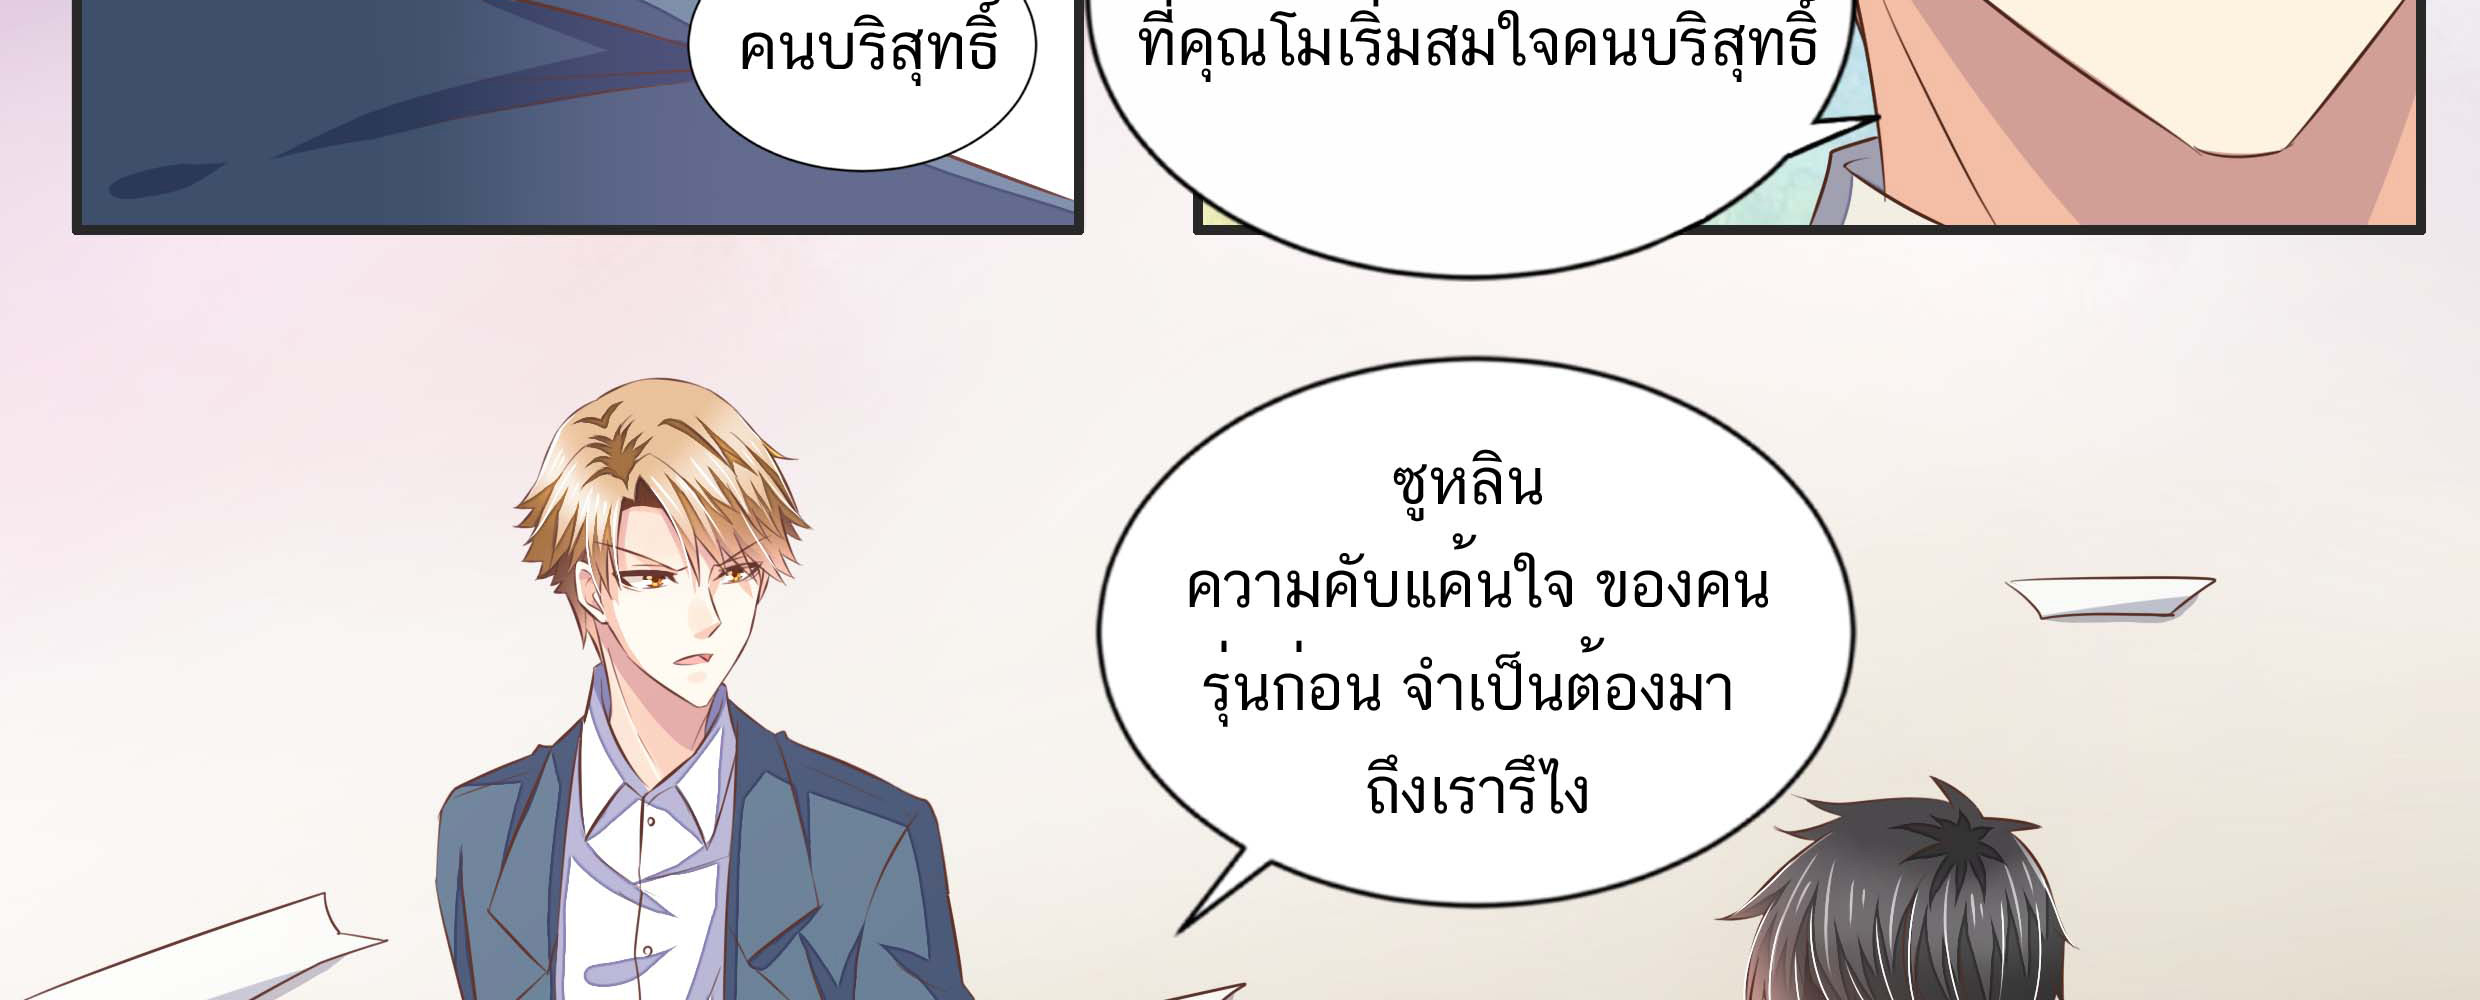 คนบริสุทธิ์
ที่คุณโมเริ่มสมใจคนบริสุทธิ์
ซูหลิน
ความคับแค้นใจ ของคน
รุ่นก่อน จำเป็นต้องมา
ถึงเรารึไง